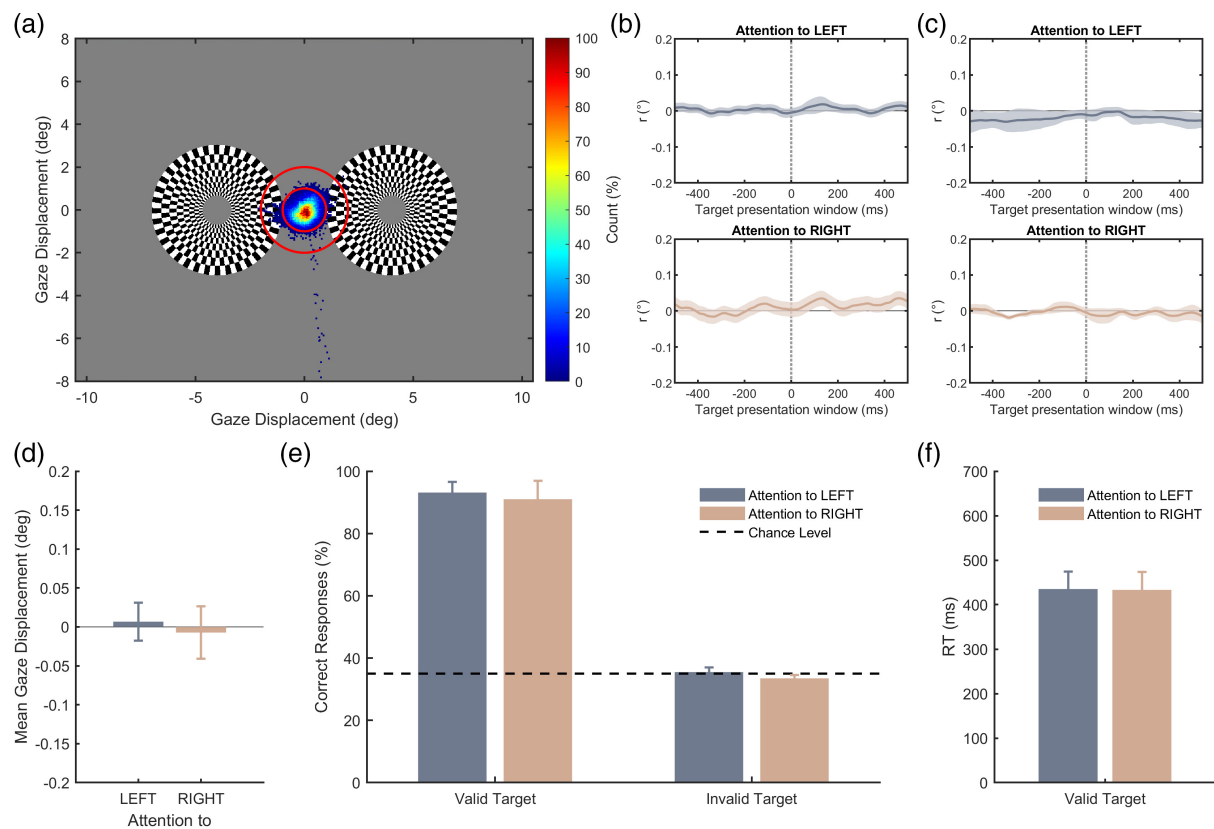 (a)
8
6
4
2
0
-2
-4
-6
-8
-10
-5
0
5
10
Gaze Displacement (deg)
Gaze Displacement (deg)
100
90
80
70
60
50
40
30
20
10
0
Count (%)
(b)
Attention to LEFT
0.2
0.1
0
-0.1
-0.2
r (°)
-400 -200 0 200 400
Target presentation window (ms)
Attention to RIGHT
0.2
0.1
0
-0.1
-0.2
r (°)
-400 -200 0 200 400
Target presentation window (ms)
(c)
Attention to LEFT
0.2
0.1
0
-0.1
-0.2
r (°)
-400 -200 0 200 400
Target presentation window (ms)
Attention to RIGHT
0.2
0.1
0
-0.1
-0.2
r (°)
-400 -200 0 200 400
Target presentation window (ms)
(d)
0.2
0.15
0.1
0.05
0
-0.05
-0.1
-0.15
-0.2
Mean Gaze Displacement (deg)
LEFT RIGHT
Attention to
(e)
100
80
60
40
20
0
Correct Responses (%)
Attention to LEFT
Attention to RIGHT
Chance Level
Valid Target
Invalid Target
(f)
700
600
500
400
300
200
100
0
RT (ms)
Attention to LEFT
Attention to RIGHT
Valid Target